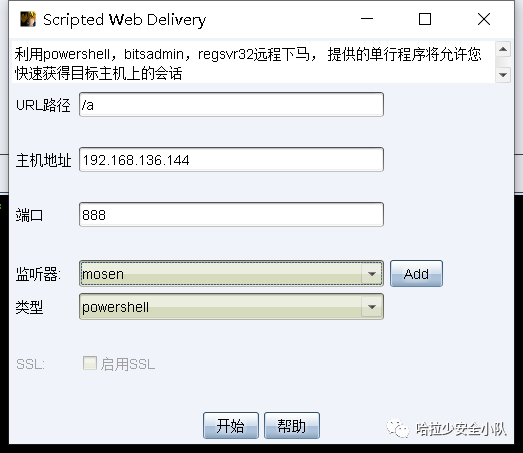 Scripted Web Delivery
利用powershell，bitsadmin，regsvr32远程下马， 提供的单行程序将允许您
快速获得目标主机上的会话
URL路径 /a
主机地址 192.168.136.144
端口 888
监听器: mosen Add
类型 powershell
SSL: 启用SSL
开始 帮助
哈拉少安全小队